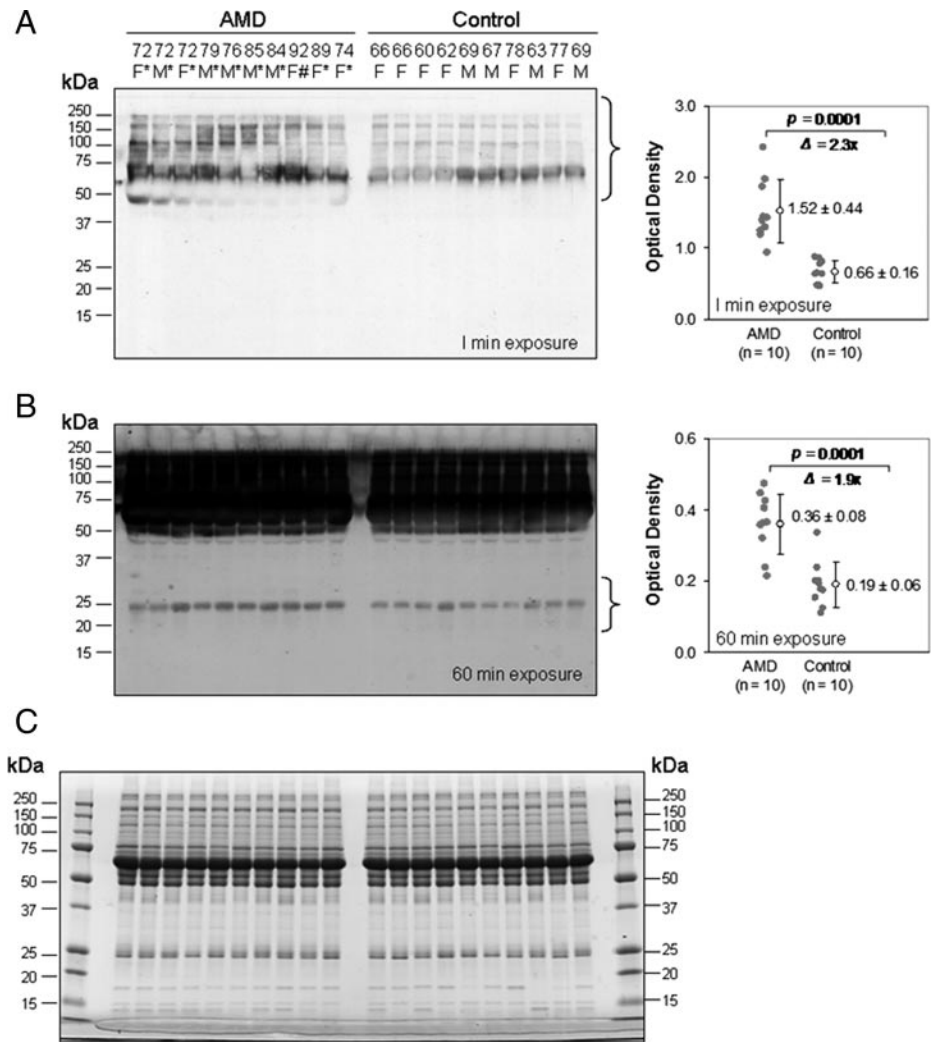 A
AMD Control
72 72 72 79 76 85 84 92 89 74 66 66 60 62 69 67 78 63 77 69
F* M* F* M* M* M* M* F# F* F* F F F F M M F M F M
kDa
250
150
100
75
50
37
25
20
15
I min exposure
Optical Density
3.0
2.0
1.0
0.0
p = 0.0001
Δ = 2.3x
1.52 ± 0.44
0.66 ± 0.16
I min exposure
AMD Control
(n = 10) (n = 10)
B
kDa
250
150
100
75
50
37
25
20
15
60 min exposure
Optical Density
0.6
0.4
0.2
0.0
p = 0.0001
Δ = 1.9x
0.36 ± 0.08
0.19 ± 0.06
60 min exposure
AMD Control
(n = 10) (n = 10)
C
kDa kDa
250 250
150 150
100 100
75 75
50 50
37 37
25 25
20 20
15 15